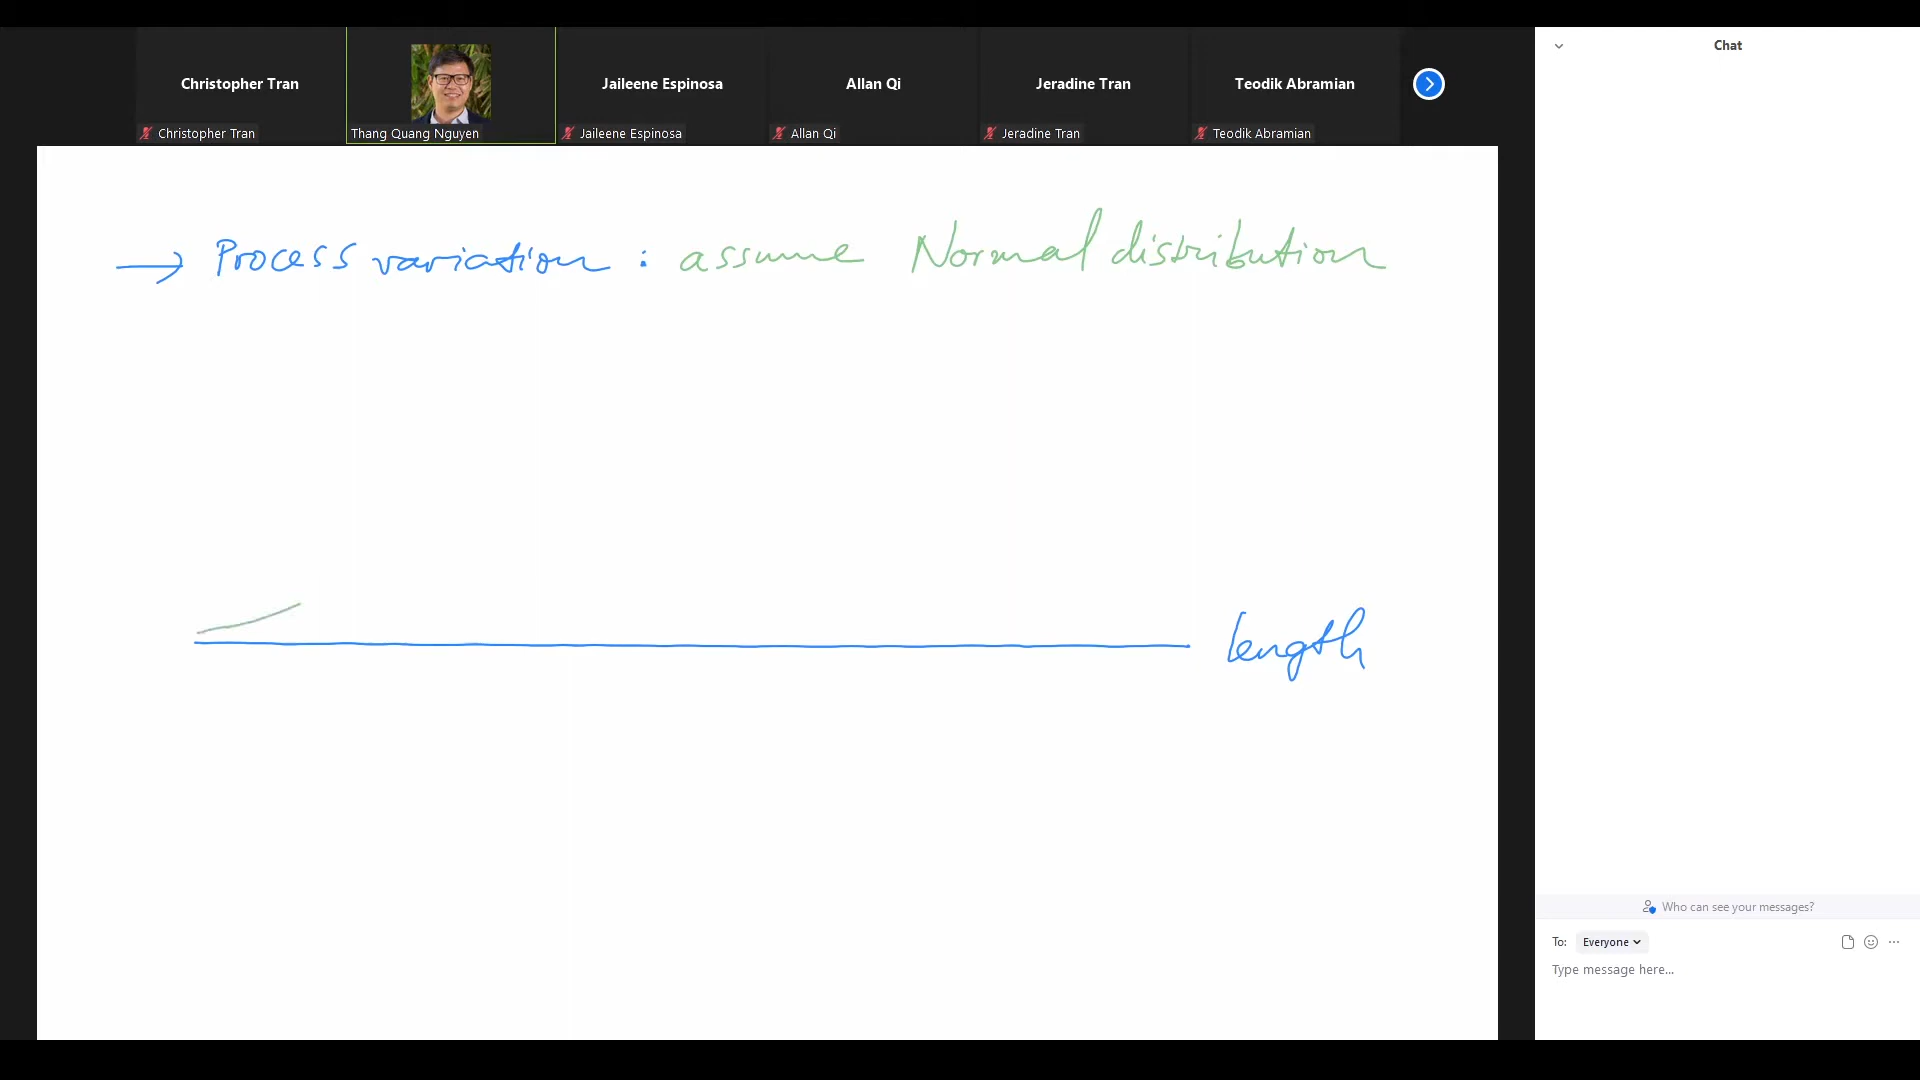 Christopher Tran
Jaileene Espinosa
Allan Qi
Jeradine Tran
Teodik Abramian
Christopher Tran
Thang Quang Nguyen
Jaileene Espinosa
Allan Qi
Jeradine Tran
Teodik Abramian
Chat
→ Process variation : assume Normal distribution
length
Who can see your messages?
To: Everyone
Type message here...